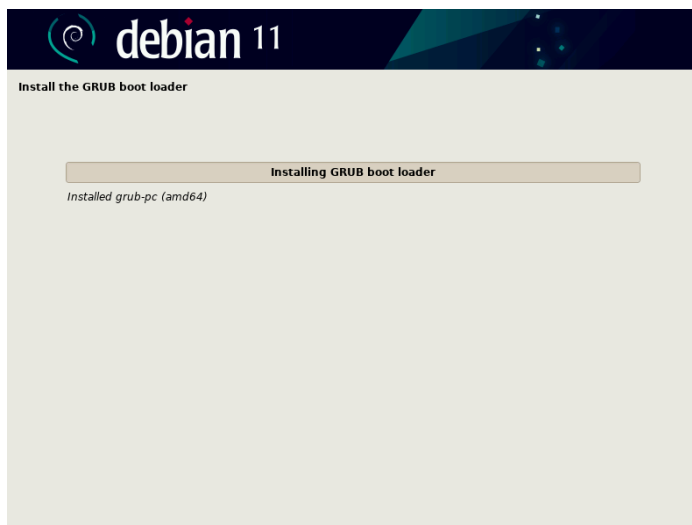 debian 11
Install the GRUB boot loader
Installing GRUB boot loader
Installed grub-pc (amd64)